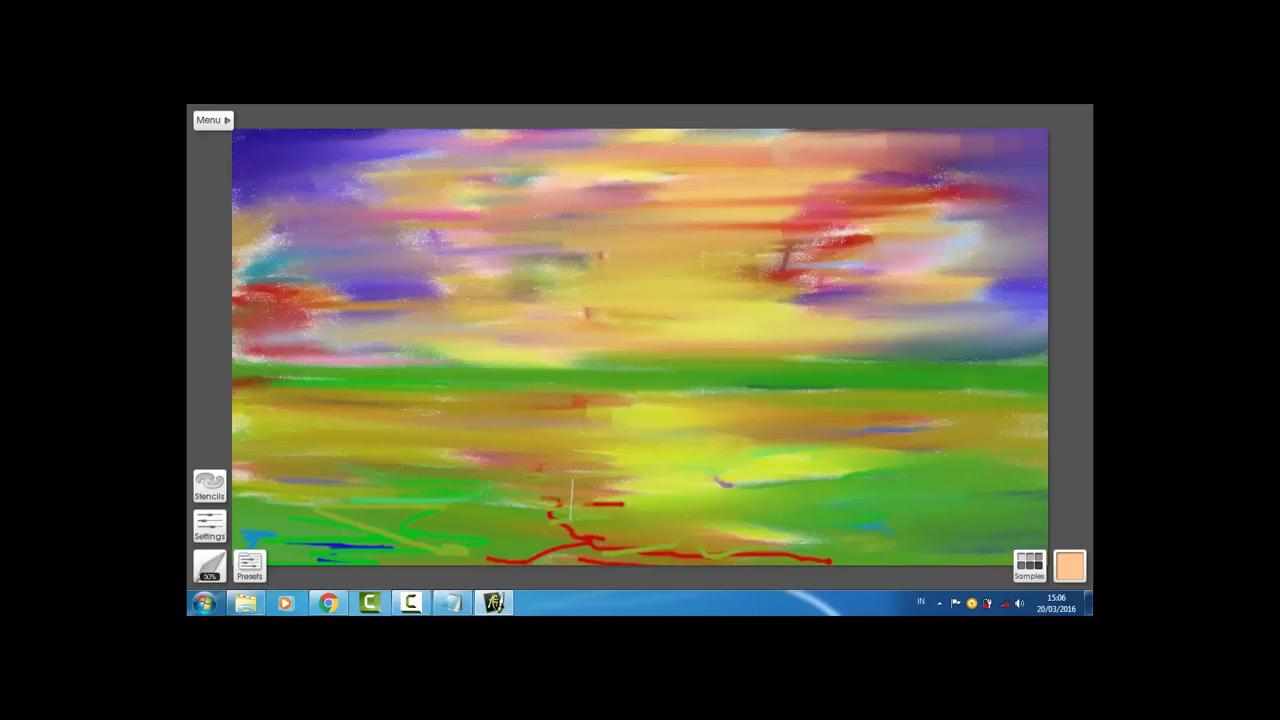 Menu
Stencils
Settings
50%
Presets
Samples
IN
15:06
20/03/2016